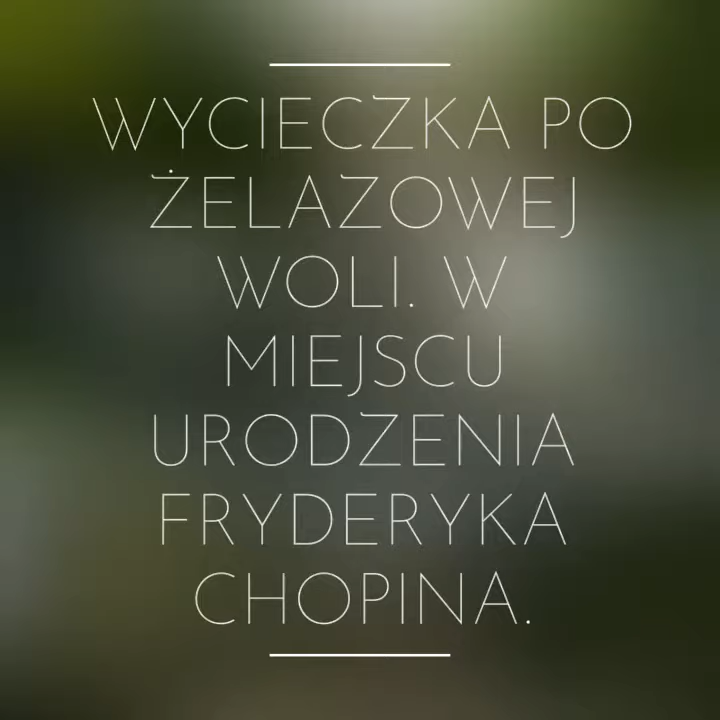 WYCIECZKA PO
ŻELAZOWEJ
WOLI. W
MIEJSCU
URODZENIA
FRYDERYKA
CHOPINA.